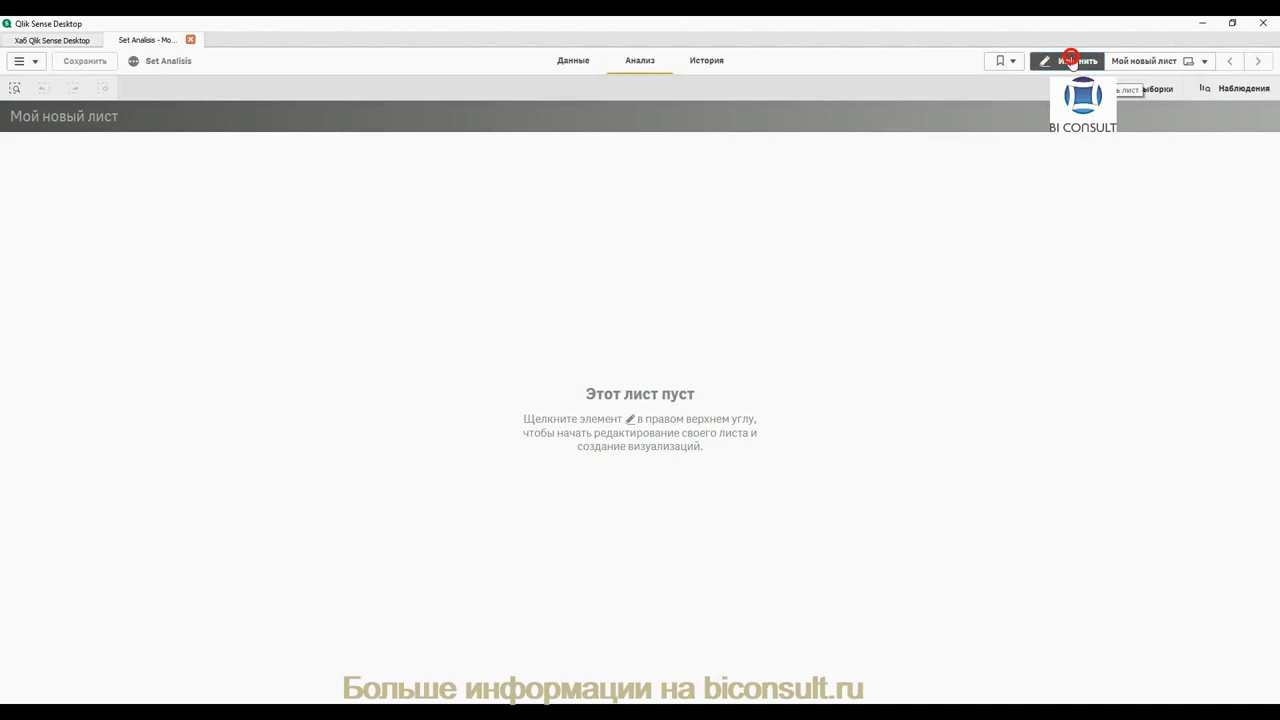 Qlik Sense Desktop
Хаб Qlik Sense Desktop
Set Analisis - Mo...
Сохранить
Set Analisis
Данные
Анализ
История
Мой новый лист
лист
Наблюдения
Мой новый лист
BI CONSULT
Этот лист пуст
Щелкните элемент в правом верхнем углу,
чтобы начать редактирование своего листа и
создание визуализаций.
Больше информации на biconsult.ru